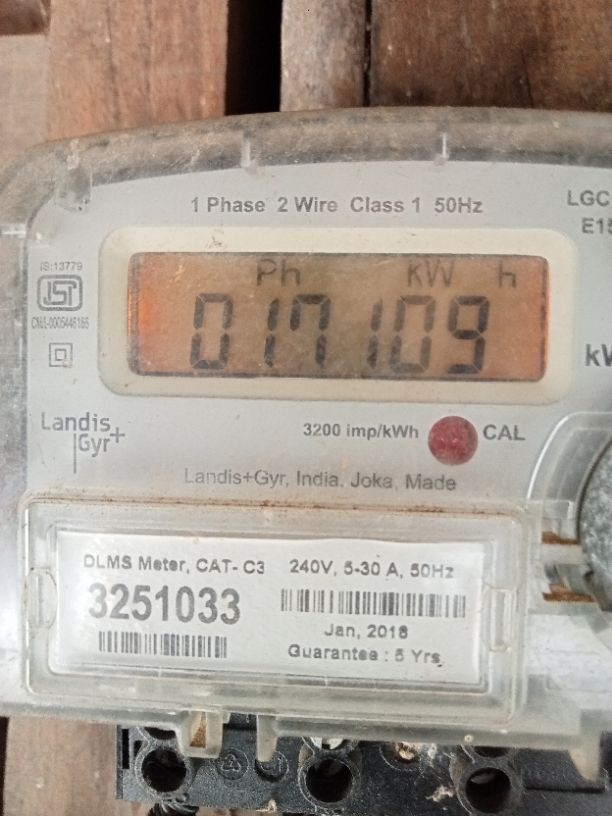 1 Phase 2 Wire Class 1 50Hz
LGC
E15
IS:13779
Ph kW h
017109
kW
Landis
Gyr+
3200 imp/kWh CAL
Landis+Gyr, India. Joka, Made
DLMS Meter, CAT- C3 240V, 5-30 A, 50Hz
3251033
Jan, 2018
Guarantee : 5 Yrs